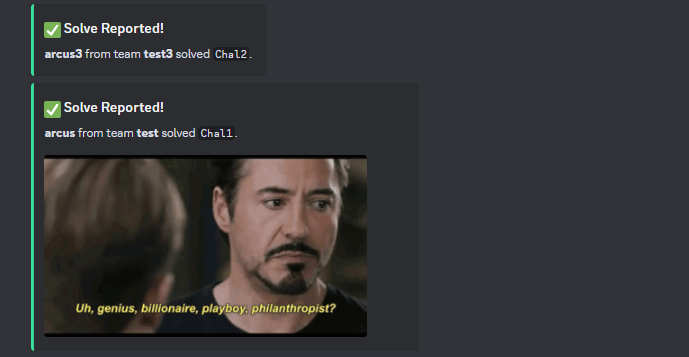 Solve Reported!
arcus3 from team test3 solved Chal2.
Solve Reported!
arcus from team test solved Chal1.
Uh, genius, billionaire, playboy, philanthropist?